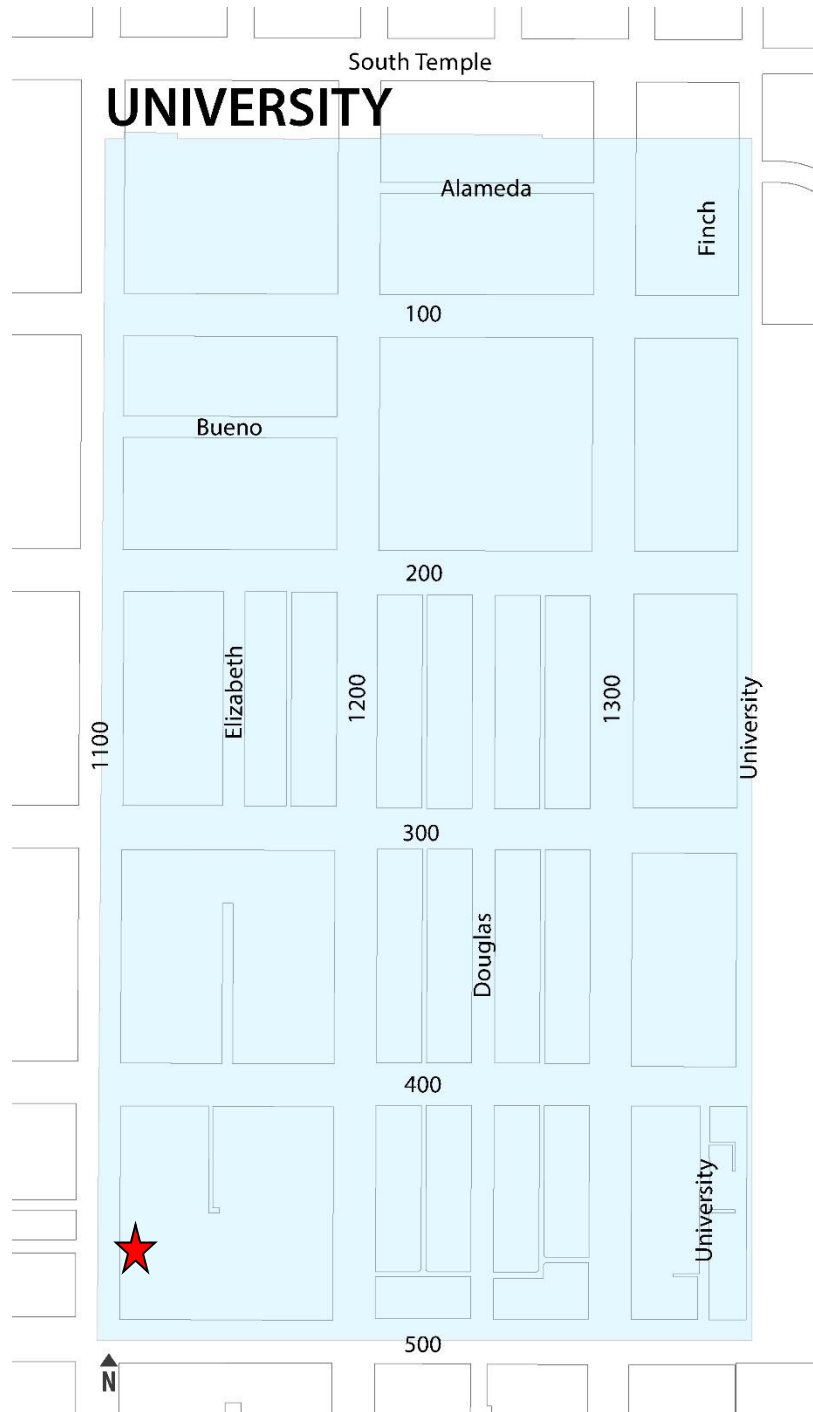 South Temple
UNIVERSITY
Alameda
Finch
100
Bueno
200
Elizabeth
1200
1300
University
1100
300
Douglas
400
University
500
N